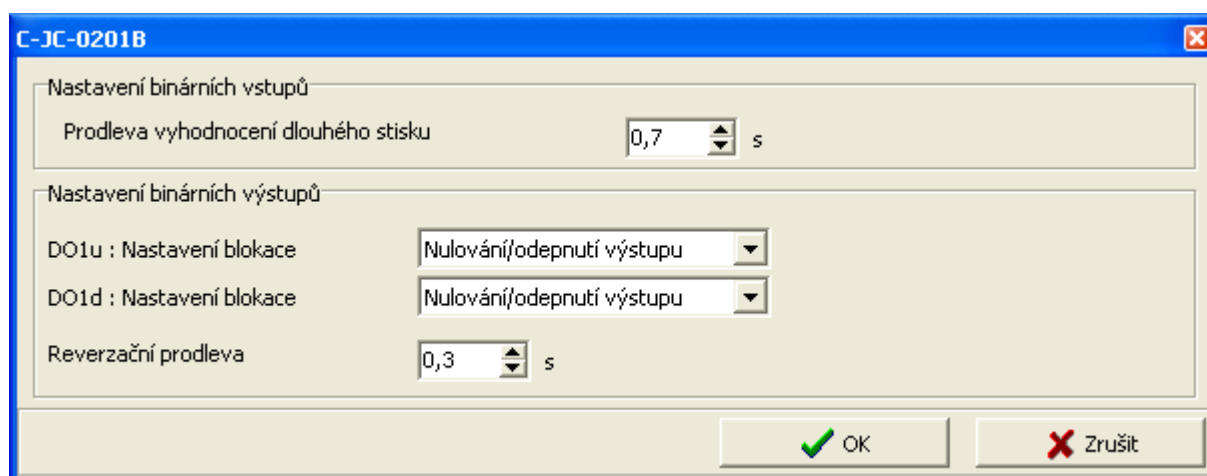 C-JC-0201B
Nastavení binárních vstupů
Prodleva vyhodnocení dlouhého stisku 0,7 s
Nastavení binárních výstupů
DO1u : Nastavení blokace Nulování/odepnutí výstupu
DO1d : Nastavení blokace Nulování/odepnutí výstupu
Reverzační prodleva 0,3 s
OK Zrušit